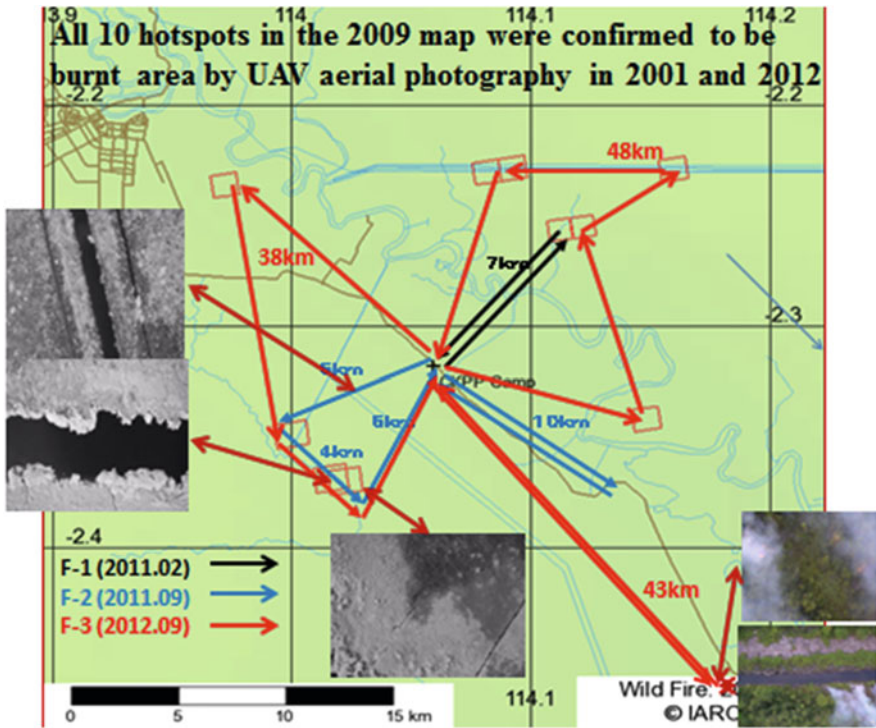 3.9 114 114.1 114.2
All 10 hotspots in the 2009 map were confirmed to be
burnt area by UAV aerial photography in 2001 and 2012
-2.2 -2.2
48km
38km
7km
-2.3 -2.3
CKPP Camp
5km
6km
10km
4km
-2.4
F-1 (2011.02)
F-2 (2011.09)
F-3 (2012.09)
43km
0 5 10 15 km
114.1
Wild Fire:
© IARC